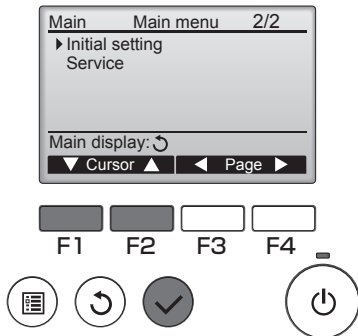 Main Main menu 2/2
Initial setting
Service
Main display:
Cursor Page
F1 F2 F3 F4